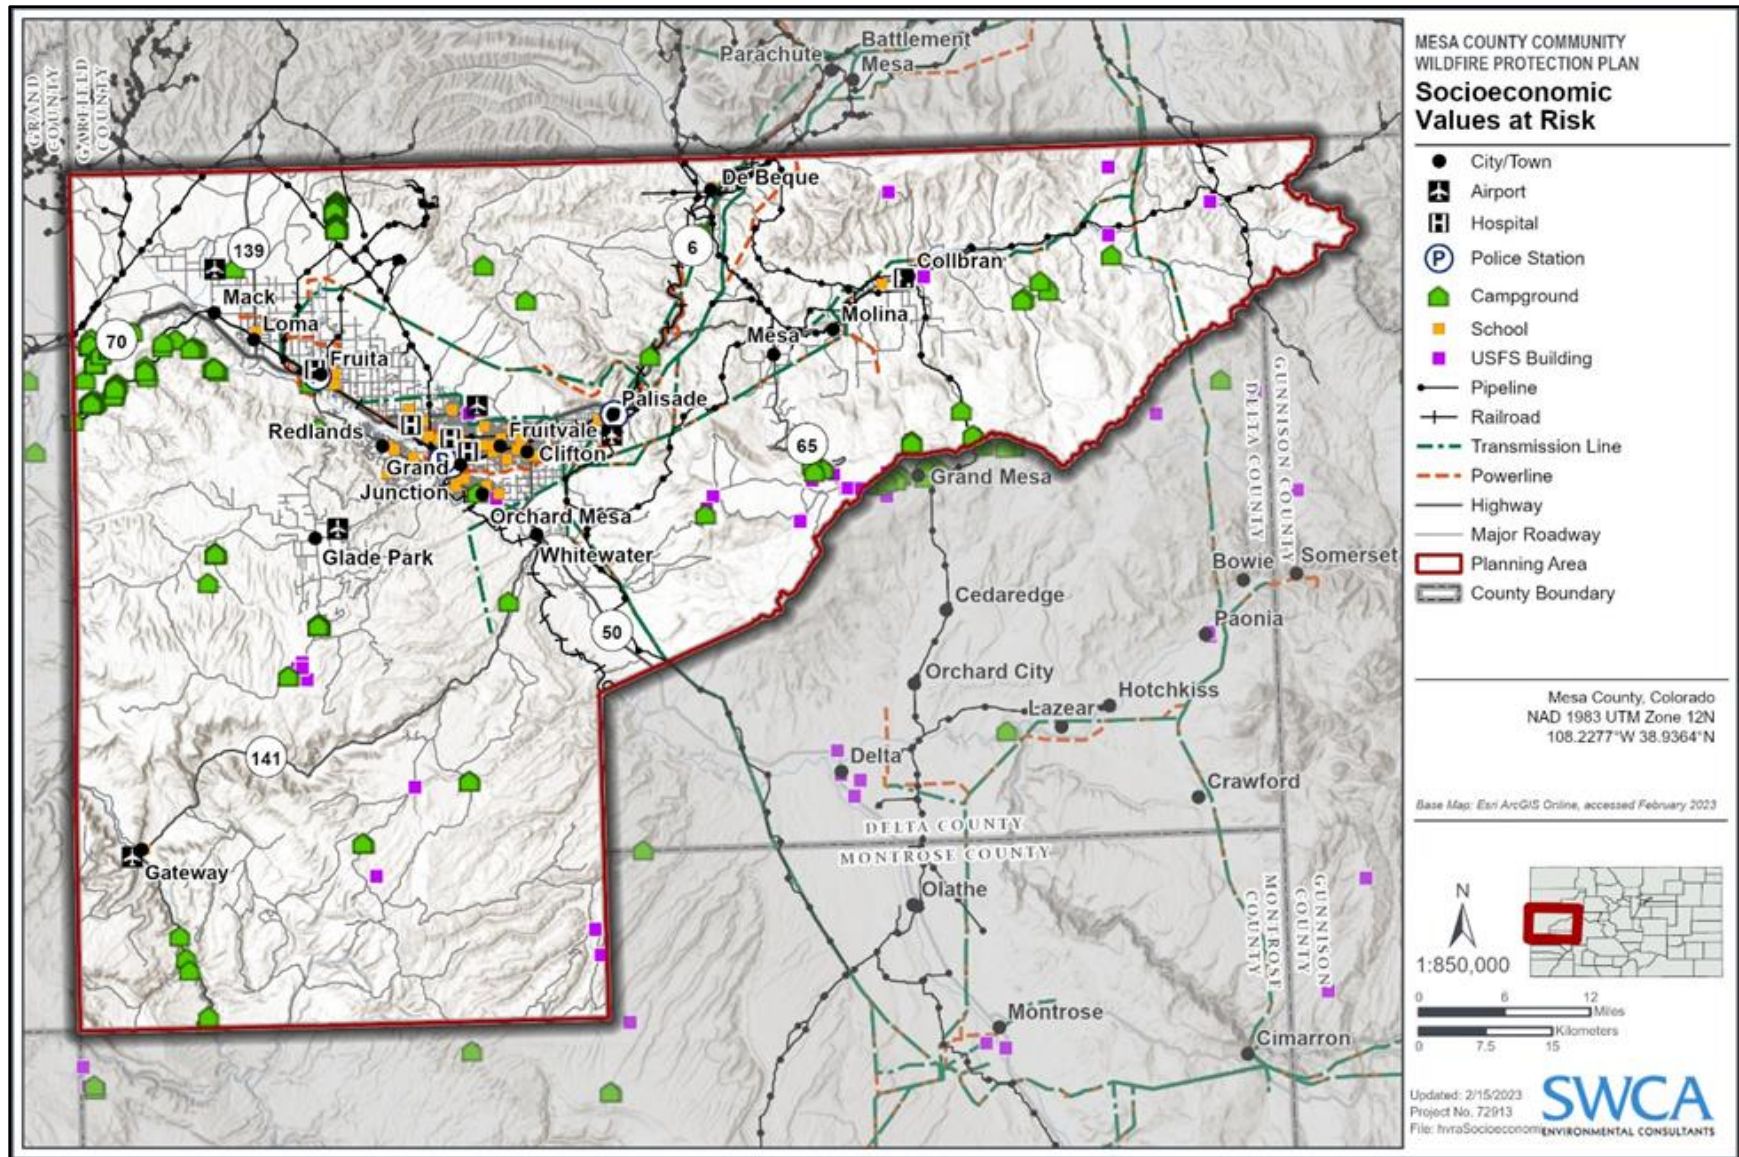 MESA COUNTY COMMUNITY
WILDFIRE PROTECTION PLAN
Socioeconomic
Values at Risk
City/Town
Airport
H Hospital
P Police Station
Campground
School
USFS Building
Pipeline
Railroad
Transmission Line
Powerline
Highway
Major Roadway
Planning Area
County Boundary
Mesa County, Colorado
NAD 1983 UTM Zone 12N
108.2277°W 38.9364°N
Base Map: Esri ArcGIS Online, accessed February 2023
N
1:850,000
0 6 12
Miles
Kilometers
0 7.5 15
Updated: 2/15/2023
Project No. 72913
File: hvraSocioeconomi
SWCA
ENVIRONMENTAL CONSULTANTS
GRAND
COUNTY
GARFIELD
COUNTY
Parachute
Battlement
Mesa
De Beque
139
6
Mack
Loma
70
Fruita
H
Collbran
H
Molina
Mesa
Palisade
Redlands
H
H
H
Fruitvale
Clifton
Grand
Junction
P
65
Grand Mesa
Orchard Mesa
Whitewater
Glade Park
50
141
Gateway
DELTA COUNTY
GUNNISON COUNTY
Bowie
Somerset
Paonia
Cedaredge
Orchard City
Hotchkiss
Lazear
Delta
Crawford
DELTA COUNTY
MONTROSE COUNTY
Olathe
MONTROSE
COUNTY
GUNNISON
COUNTY
Montrose
Cimarron